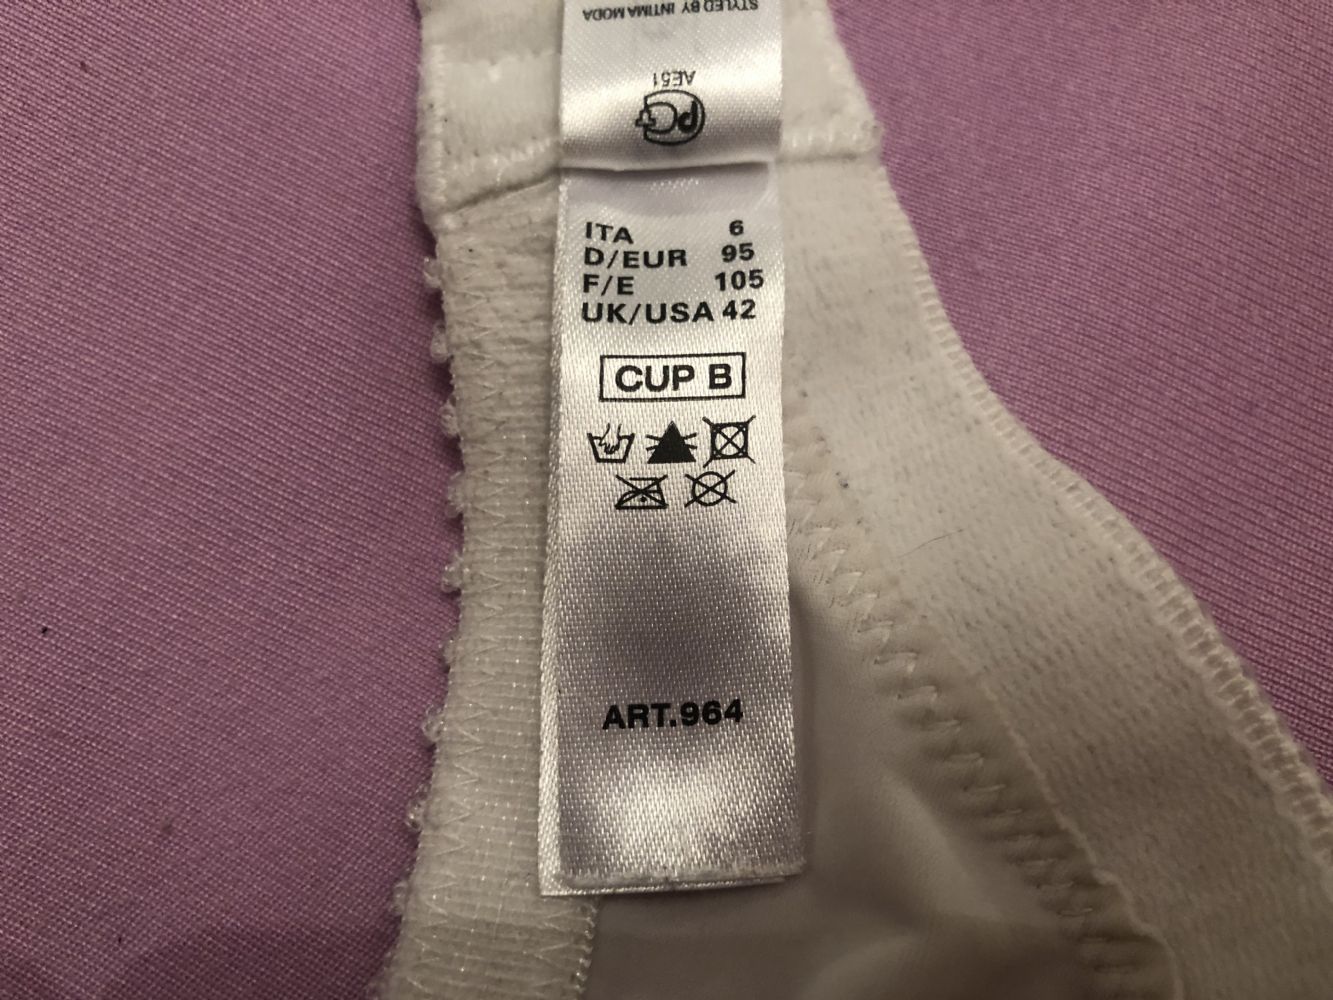 STYLED BY INTIMA MODA
AE51
ITA 6
D/EUR 95
F/E 105
UK/USA 42
CUP B
ART.964